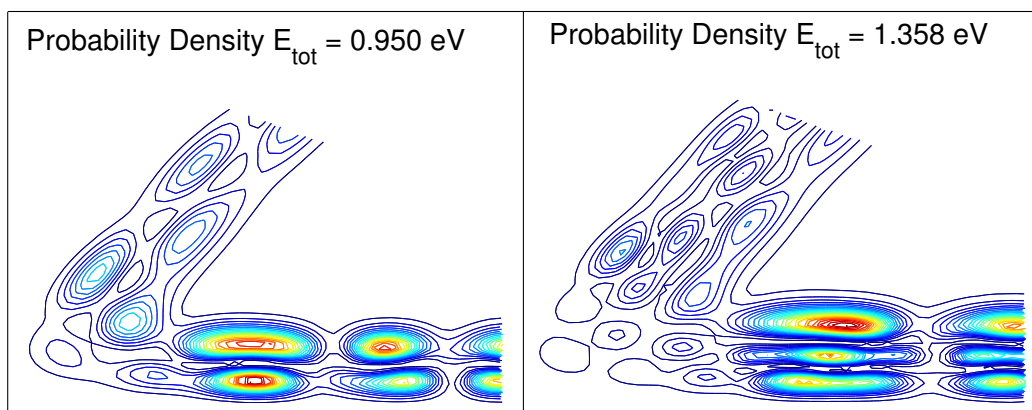 Probability Density E_tot = 0.950 eV
Probability Density E_tot = 1.358 eV